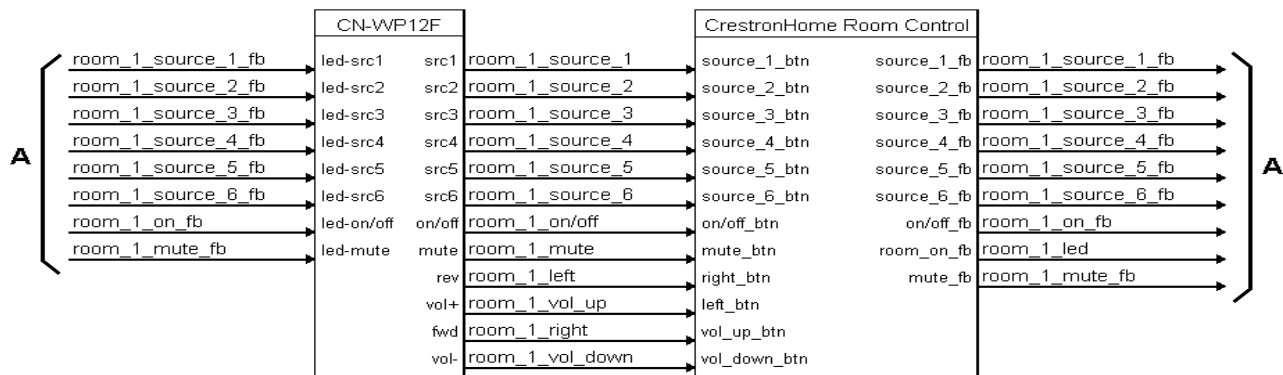 CN-WP12F CrestronHome Room Control
room_1_source_1_fb led-src1 src1 room_1_source_1 source_1_btn source_1_fb room_1_source_1_fb
room_1_source_2_fb led-src2 src2 room_1_source_2 source_2_btn source_2_fb room_1_source_2_fb
room_1_source_3_fb led-src3 src3 room_1_source_3 source_3_btn source_3_fb room_1_source_3_fb
room_1_source_4_fb led-src4 src4 room_1_source_4 source_4_btn source_4_fb room_1_source_4_fb
A A
room_1_source_5_fb led-src5 src5 room_1_source_5 source_5_btn source_5_fb room_1_source_5_fb
room_1_source_6_fb led-src6 src6 room_1_source_6 source_6_btn source_6_fb room_1_source_6_fb
room_1_on_fb led-on/off on/off room_1_on/off on/off_btn on/off_fb room_1_on_fb
room_1_mute_fb led-mute mute room_1_mute mute_btn room_on_fb room_1_led
rev room_1_left right_btn mute_fb room_1_mute_fb
vol+ room_1_vol_up left_btn
fwd room_1_right vol_up_btn
vol- room_1_vol_down vol_down_btn